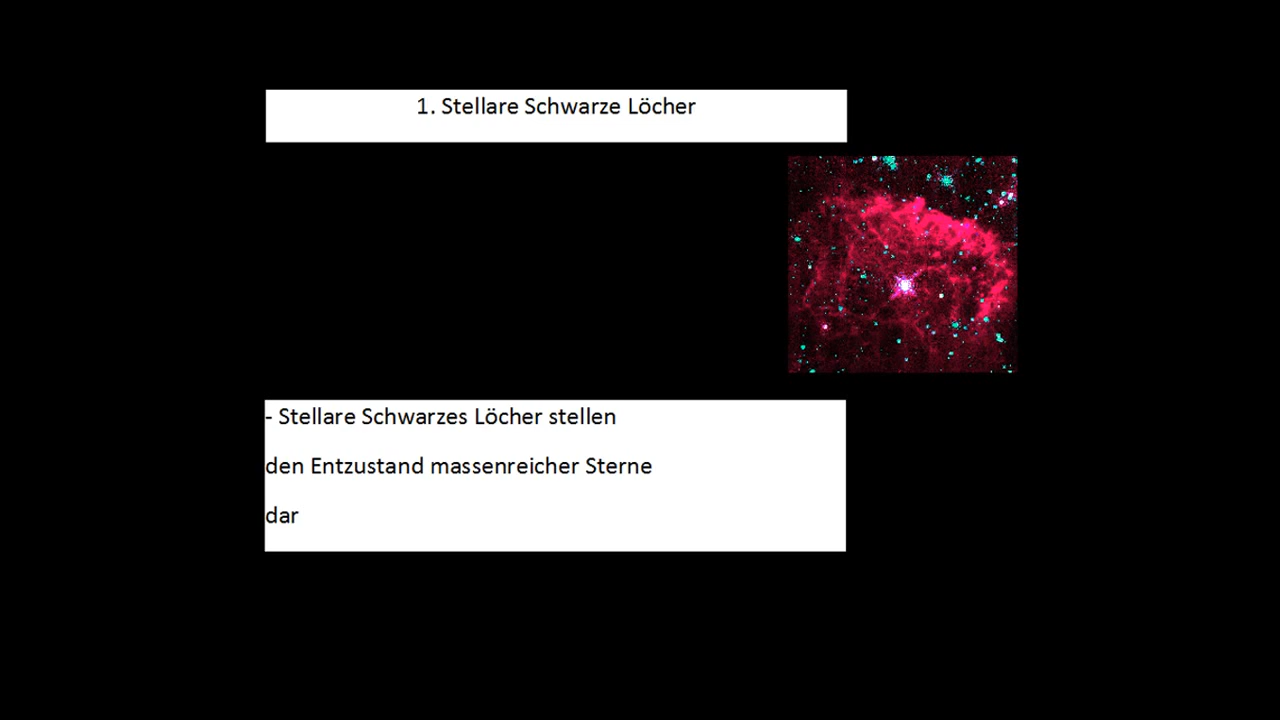 1. Stellare Schwarze Löcher
- Stellare Schwarzes Löcher stellen
den Entzustand massenreicher Sterne
dar